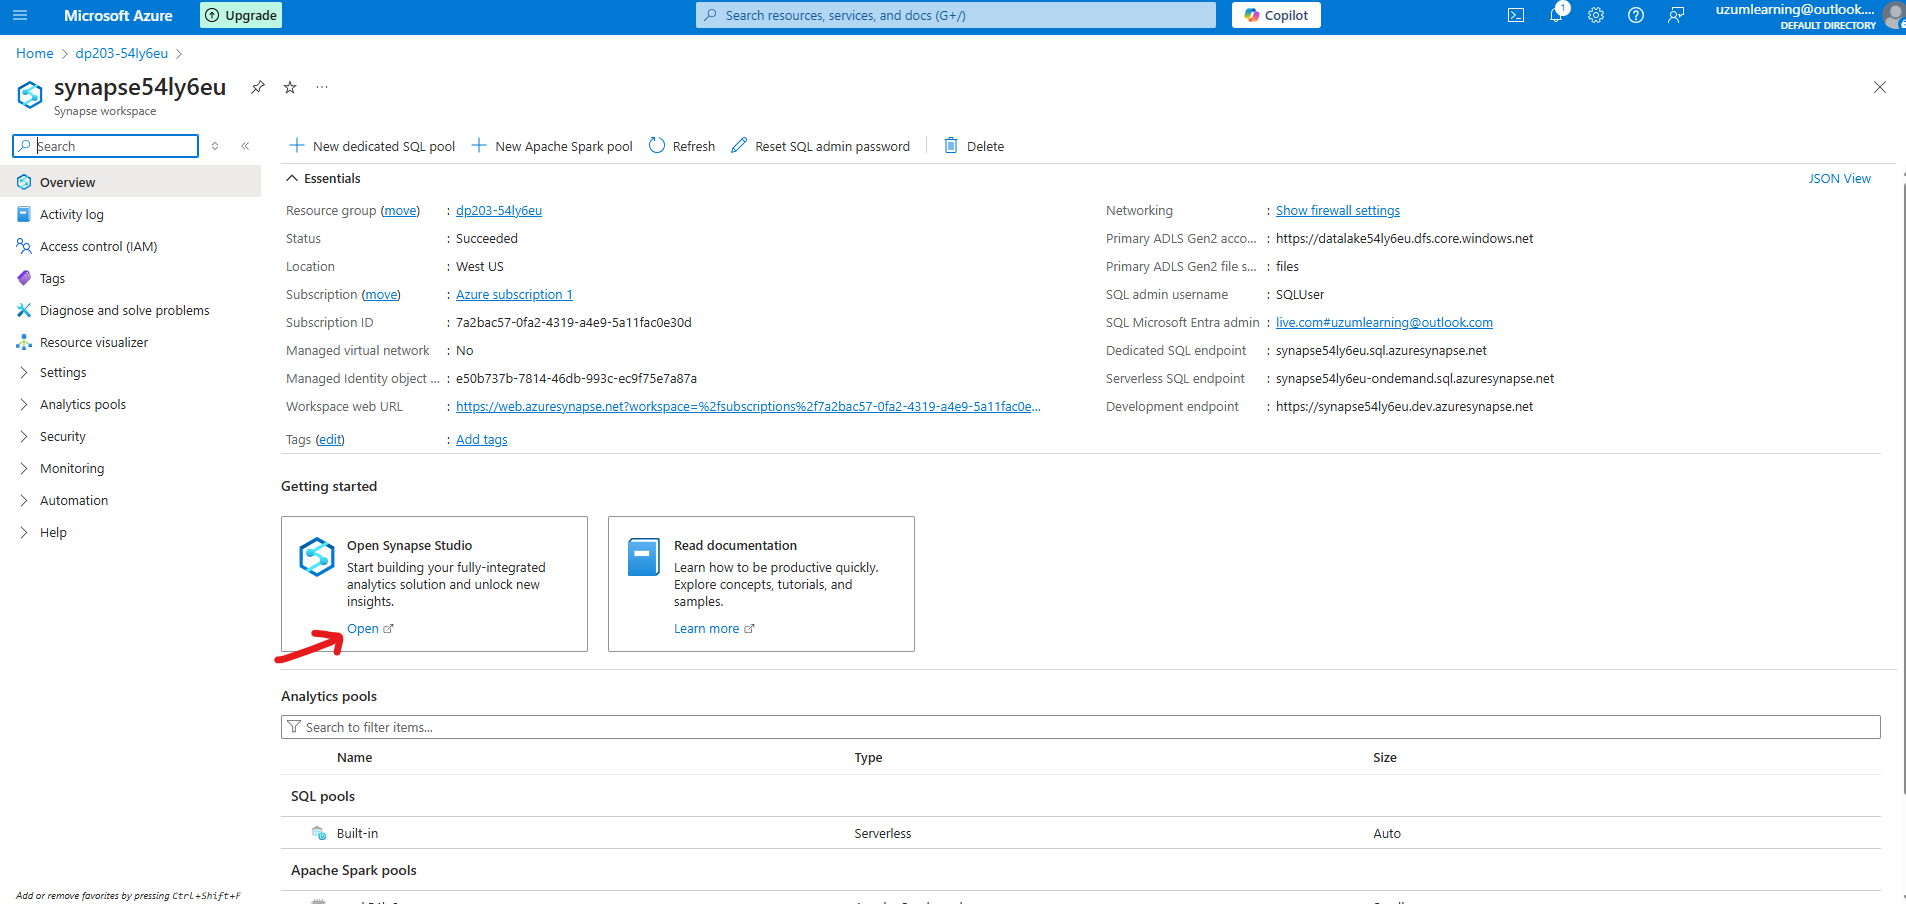 Microsoft Azure
Upgrade
Search resources, services, and docs (G+/)
Copilot
1
uzumlearning@outlook....
DEFAULT DIRECTORY
Home > dp203-54ly6eu >
synapse54ly6eu
Synapse workspace
Search
New dedicated SQL pool
New Apache Spark pool
Refresh
Reset SQL admin password
Delete
Overview
Activity log
Access control (IAM)
Tags
Diagnose and solve problems
Resource visualizer
Settings
Analytics pools
Security
Monitoring
Automation
Help
Add or remove favorites by pressing Ctrl+Shift+F
Essentials
JSON View
Resource group (move) : dp203-54ly6eu
Status : Succeeded
Location : West US
Subscription (move) : Azure subscription 1
Subscription ID : 7a2bac57-0fa2-4319-a4e9-5a11fac0e30d
Managed virtual network : No
Managed Identity object ... : e50b737b-7814-46db-993c-ec9f75e7a87a
Workspace web URL : https://web.azuresynapse.net?workspace=%2fsubscriptions%2f7a2bac57-0fa2-4319-a4e9-5a11fac0e...
Tags (edit) : Add tags
Networking : Show firewall settings
Primary ADLS Gen2 acco... : https://datalake54ly6eu.dfs.core.windows.net
Primary ADLS Gen2 file s... : files
SQL admin username : SQLUser
SQL Microsoft Entra admin : live.com#uzumlearning@outlook.com
Dedicated SQL endpoint : synapse54ly6eu.sql.azuresynapse.net
Serverless SQL endpoint : synapse54ly6eu-ondemand.sql.azuresynapse.net
Development endpoint : https://synapse54ly6eu.dev.azuresynapse.net
Getting started
Open Synapse Studio
Start building your fully-integrated
analytics solution and unlock new
insights.
Open
Read documentation
Learn how to be productive quickly.
Explore concepts, tutorials, and
samples.
Learn more
Analytics pools
Search to filter items...
Name Type Size
SQL pools
Built-in Serverless Auto
Apache Spark pools